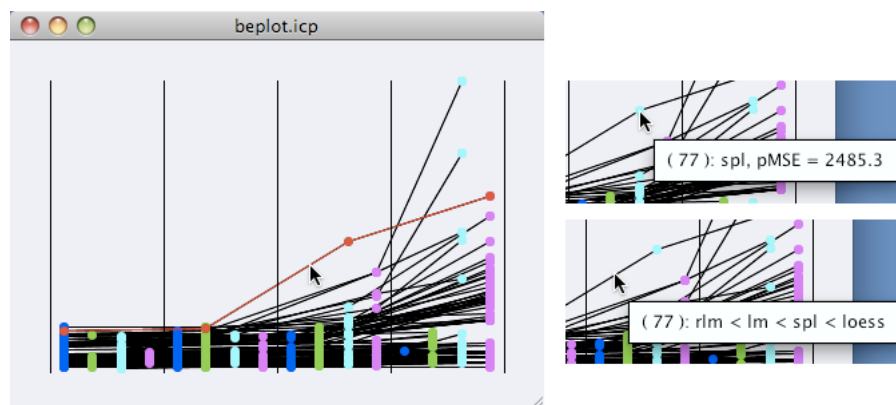 beplot.icp
( 77 ): spl, pMSE = 2485.3
( 77 ): rlm < lm < spl < loess